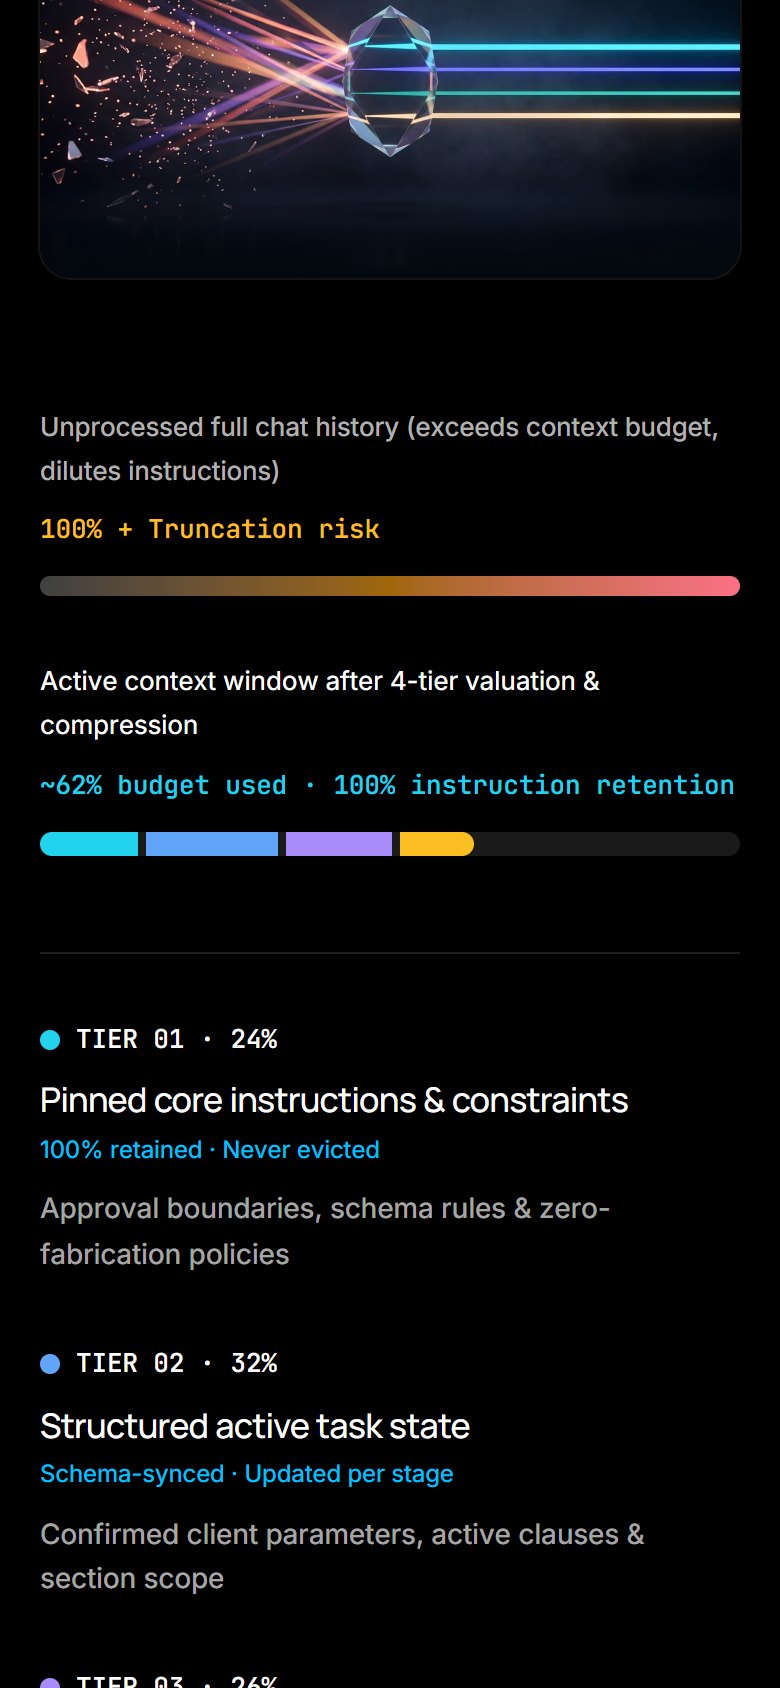 Unprocessed full chat history (exceeds context budget,
dilutes instructions)
100% + Truncation risk
Active context window after 4-tier valuation &
compression
~62% budget used · 100% instruction retention
TIER 01 · 24%
Pinned core instructions & constraints
100% retained · Never evicted
Approval boundaries, schema rules & zero-
fabrication policies
TIER 02 · 32%
Structured active task state
Schema-synced · Updated per stage
Confirmed client parameters, active clauses &
section scope
TIER 03 · 26%